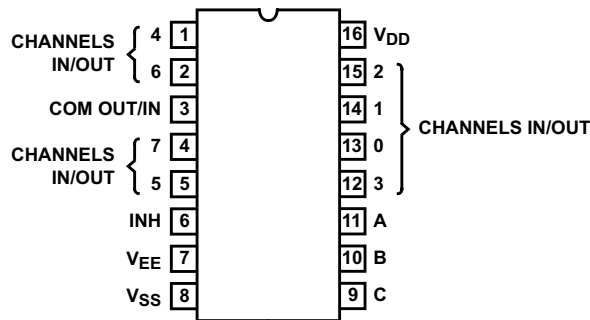 CHANNELS IN/OUT
4 1
6 2
COM OUT/IN 3
CHANNELS IN/OUT
7 4
5 5
INH 6
VEE 7
VSS 8
16 VDD
15 2
14 1
13 0
12 3
CHANNELS IN/OUT
11 A
10 B
9 C